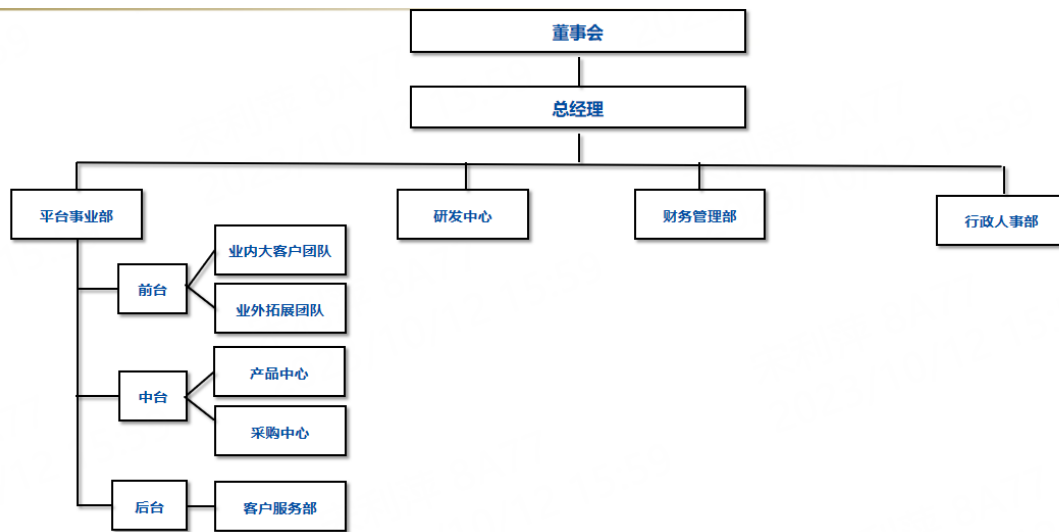 董事会
总经理
平台事业部
研发中心
财务管理部
行政人事部
前台
业内大客户团队
业外拓展团队
中台
产品中心
采购中心
后台
客户服务部